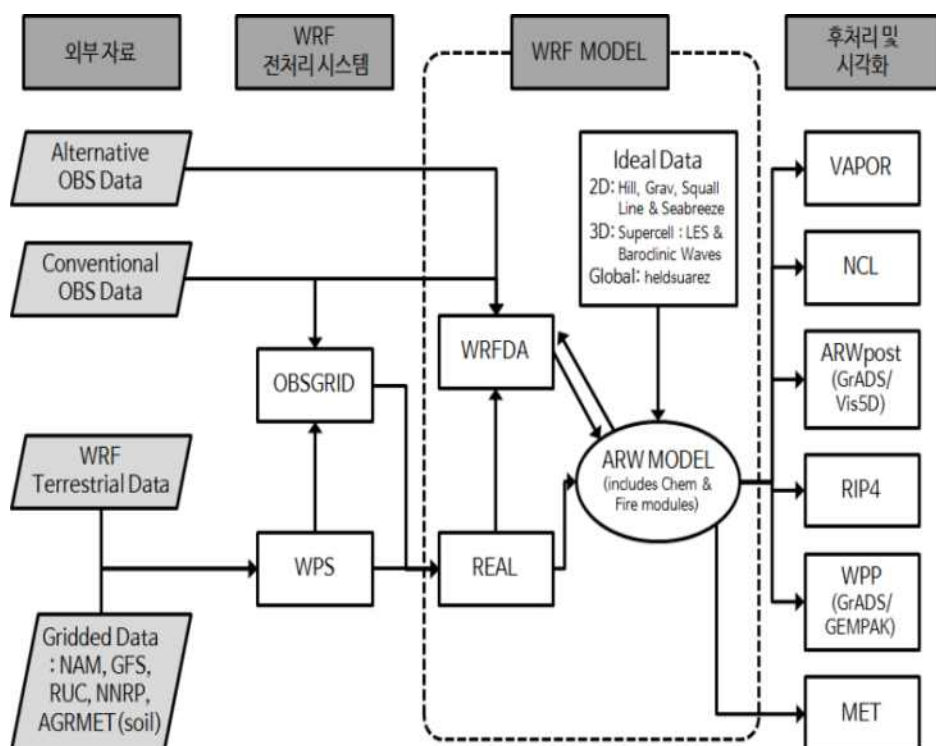 외부 자료
WRF
전처리 시스템
WRF MODEL
후처리 및
시각화
Alternative
OBS Data
Conventional
OBS Data
WRF
Terrestrial Data
Gridded Data
: NAM, GFS,
RUC, NNRP,
AGRMET(soil)
OBSGRID
WPS
WRFDA
REAL
Ideal Data
2D: Hill, Grav, Squall
Line & Seabreeze
3D: Supercell : LES &
Baroclinic Waves
Global: heldsuarez
ARW MODEL
(includes Chem &
Fire modules)
VAPOR
NCL
ARWpost
(GrADS/
Vis5D)
RIP4
WPP
(GrADS/
GEMPAK)
MET